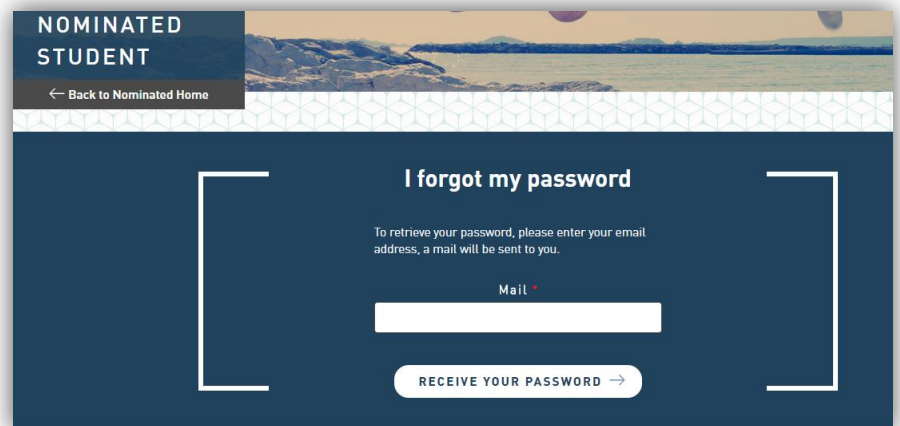 NOMINATED
STUDENT
← Back to Nominated Home
I forgot my password
To retrieve your password, please enter your email
address, a mail will be sent to you.
Mail *
RECEIVE YOUR PASSWORD →